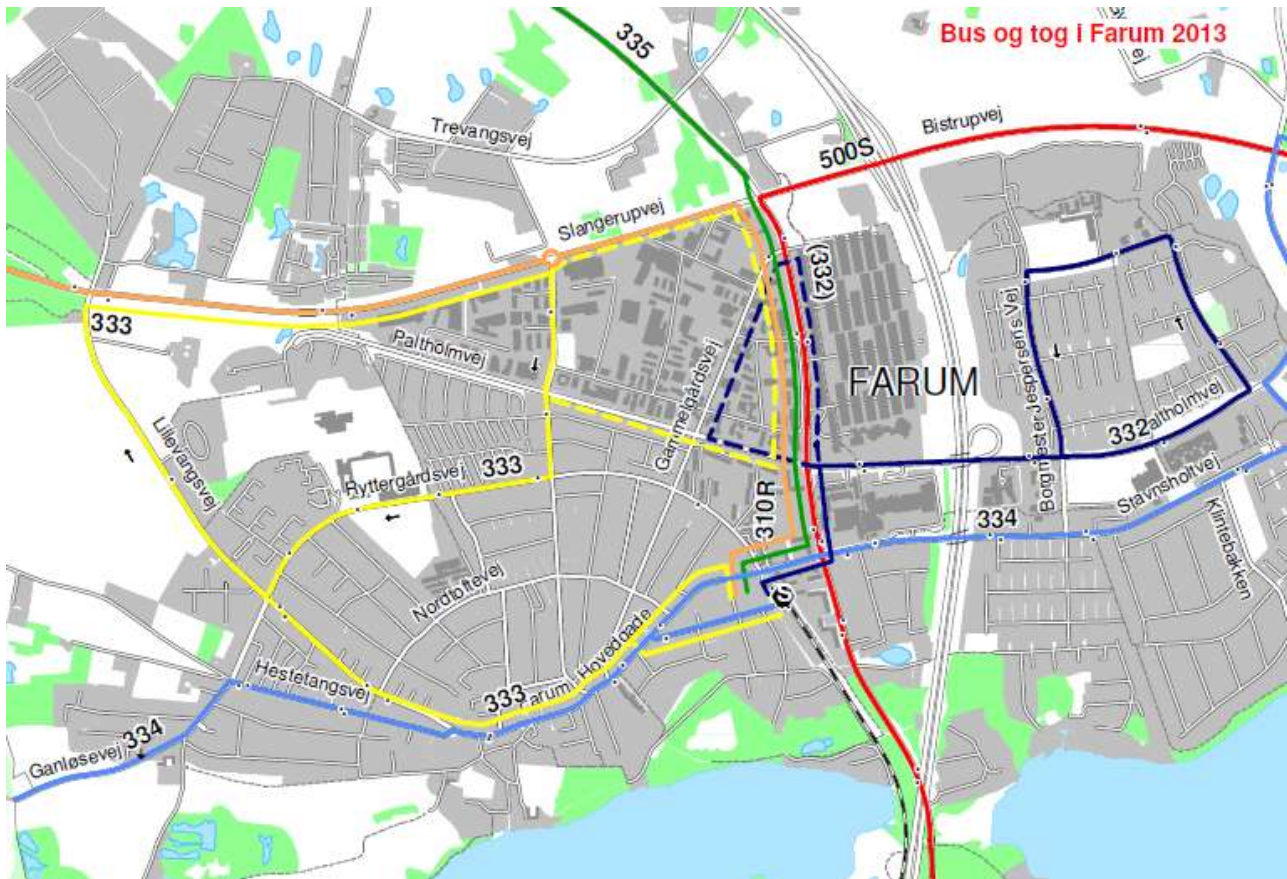 335
Bus og tog i Farum 2013
Trevangsvej
Bistrupvej
500S
Slangerupvej
(332)
333
Paltholmvej
Gammelgårdsvej
FARUM
Borgmester Jespersens Vej
altholmvej
332
Lillevangsvej
Ryttergårdsvej
333
310R
Stavnsholtvej
334
Klintebakken
Nordtoftevej
S
Hovedgade
Farum
333
Hestetangsvej
Ganløsevej
334